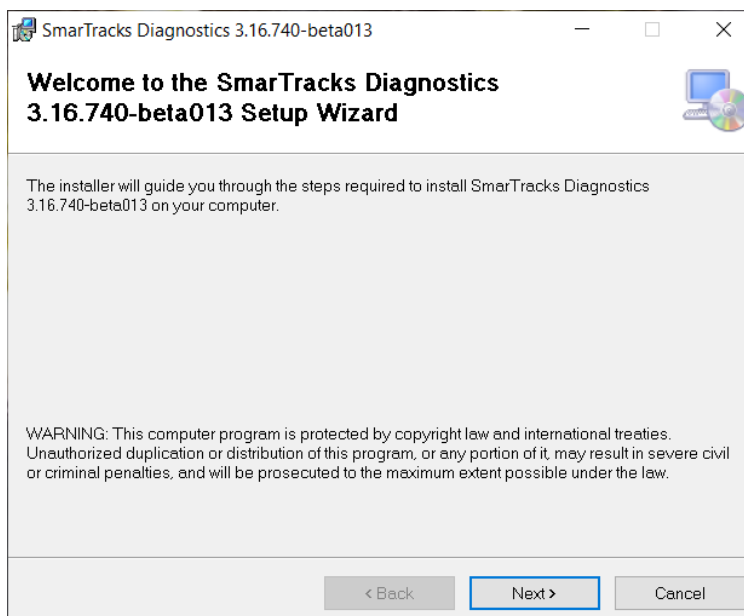 SmarTracks Diagnostics 3.16.740-beta013
Welcome to the SmarTracks Diagnostics
3.16.740-beta013 Setup Wizard
The installer will guide you through the steps required to install SmarTracks Diagnostics
3.16.740-beta013 on your computer.
WARNING: This computer program is protected by copyright law and international treaties.
Unauthorized duplication or distribution of this program, or any portion of it, may result in severe civil
or criminal penalties, and will be prosecuted to the maximum extent possible under the law.
< Back
Next >
Cancel